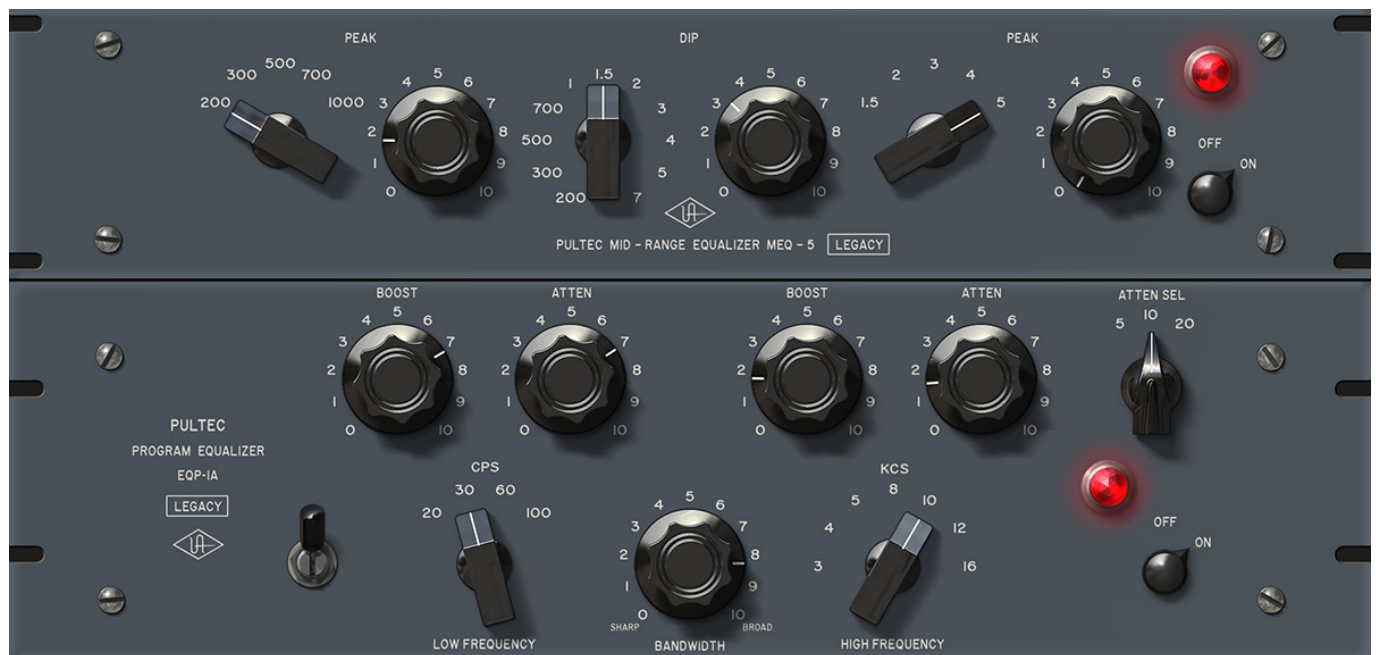 PEAK
200 300 500 700 1000
0 1 2 3 4 5 6 7 8 9 10
DIP
200 300 500 700 1 1.5 2 3 4 5 7
0 1 2 3 4 5 6 7 8 9 10
PEAK
1.5 2 3 4 5
0 1 2 3 4 5 6 7 8 9 10
OFF ON
UA
PULTEC MID - RANGE EQUALIZER MEQ - 5 LEGACY
BOOST
0 1 2 3 4 5 6 7 8 9 10
ATTEN
0 1 2 3 4 5 6 7 8 9 10
BOOST
0 1 2 3 4 5 6 7 8 9 10
ATTEN
0 1 2 3 4 5 6 7 8 9 10
ATTEN SEL
5 10 20
PULTEC
PROGRAM EQUALIZER
EQP-1A
LEGACY
UA
CPS
20 30 60 100
LOW FREQUENCY
0 1 2 3 4 5 6 7 8 9 10
SHARP BROAD
BANDWIDTH
KCS
3 4 5 8 10 12 16
HIGH FREQUENCY
OFF ON